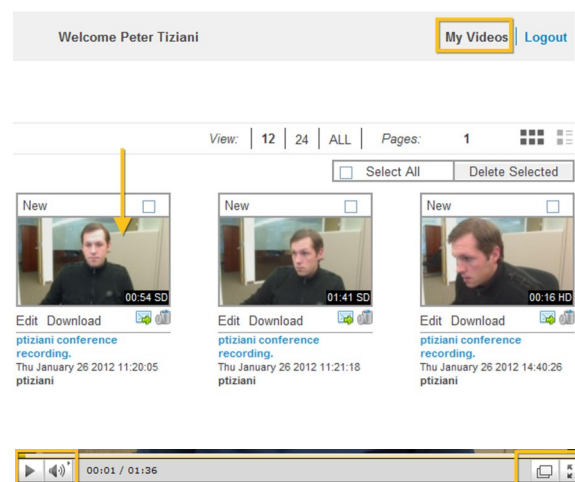 Welcome Peter Tiziani My Videos Logout
View: 12 24 ALL Pages: 1
Select All Delete Selected
New New New
00:54 SD 01:41 SD 00:16 HD
Edit Download Edit Download Edit Download
ptiziani conference ptiziani conference ptiziani conference
recording. recording. recording.
Thu January 26 2012 11:20:05 Thu January 26 2012 11:21:18 Thu January 26 2012 14:40:26
ptiziani ptiziani ptiziani
00:01 / 01:36